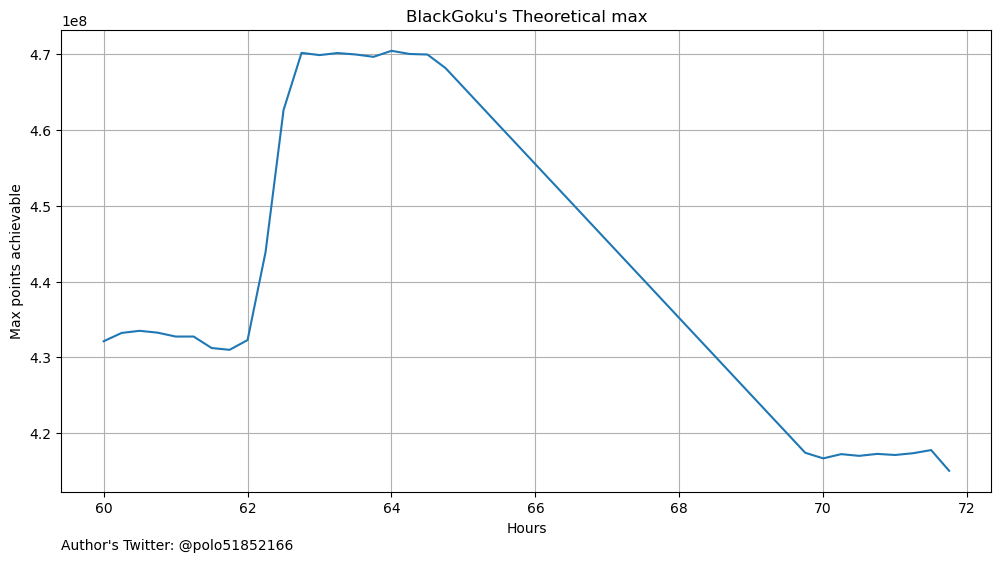 BlackGoku's Theoretical max
1e8
4.7
4.6
4.5
4.4
4.3
4.2
Max points achievable
60 62 64 66 68 70 72
Hours
Author's Twitter: @polo51852166